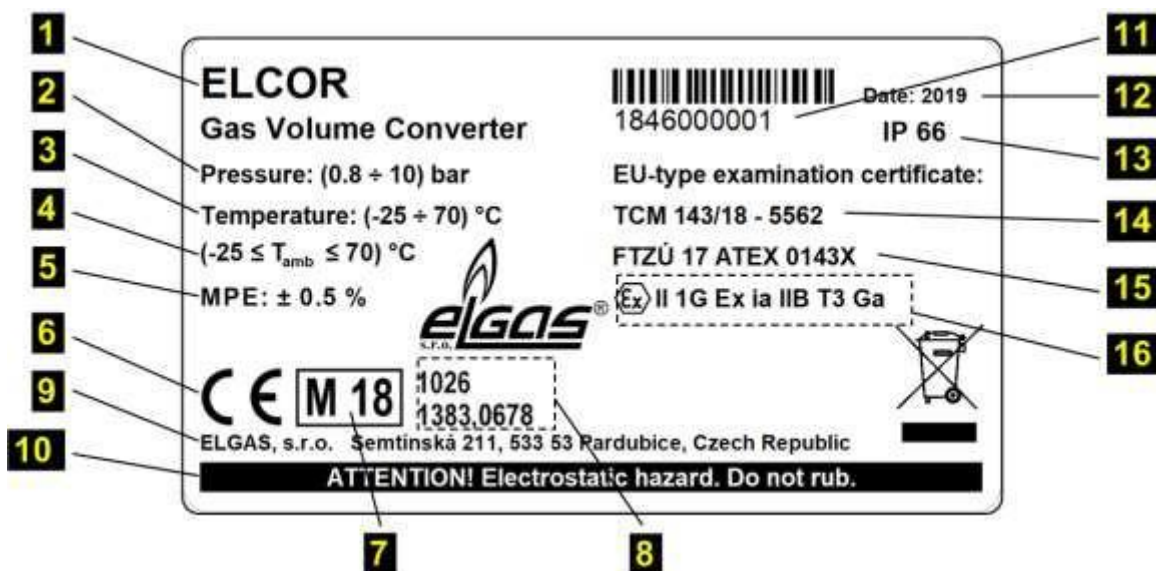 1
2
3
4
5
6
9
10
ELCOR
Gas Volume Converter
Pressure: (0.8 ÷ 10) bar
Temperature: (-25 ÷ 70) °C
(-25 ≤ Tamb ≤ 70) °C
MPE: ± 0.5 %
1846000001
Date: 2019
IP 66
EU-type examination certificate:
TCM 143/18 - 5562
FTZÚ 17 ATEX 0143X
Ex II 1G Ex ia IIB T3 Ga
elgas®
s.r.o.
CE M 18
1026
1383,0678
ELGAS, s.r.o. Semtínská 211, 533 53 Pardubice, Czech Republic
ATTENTION! Electrostatic hazard. Do not rub.
11
12
13
14
15
16
7
8